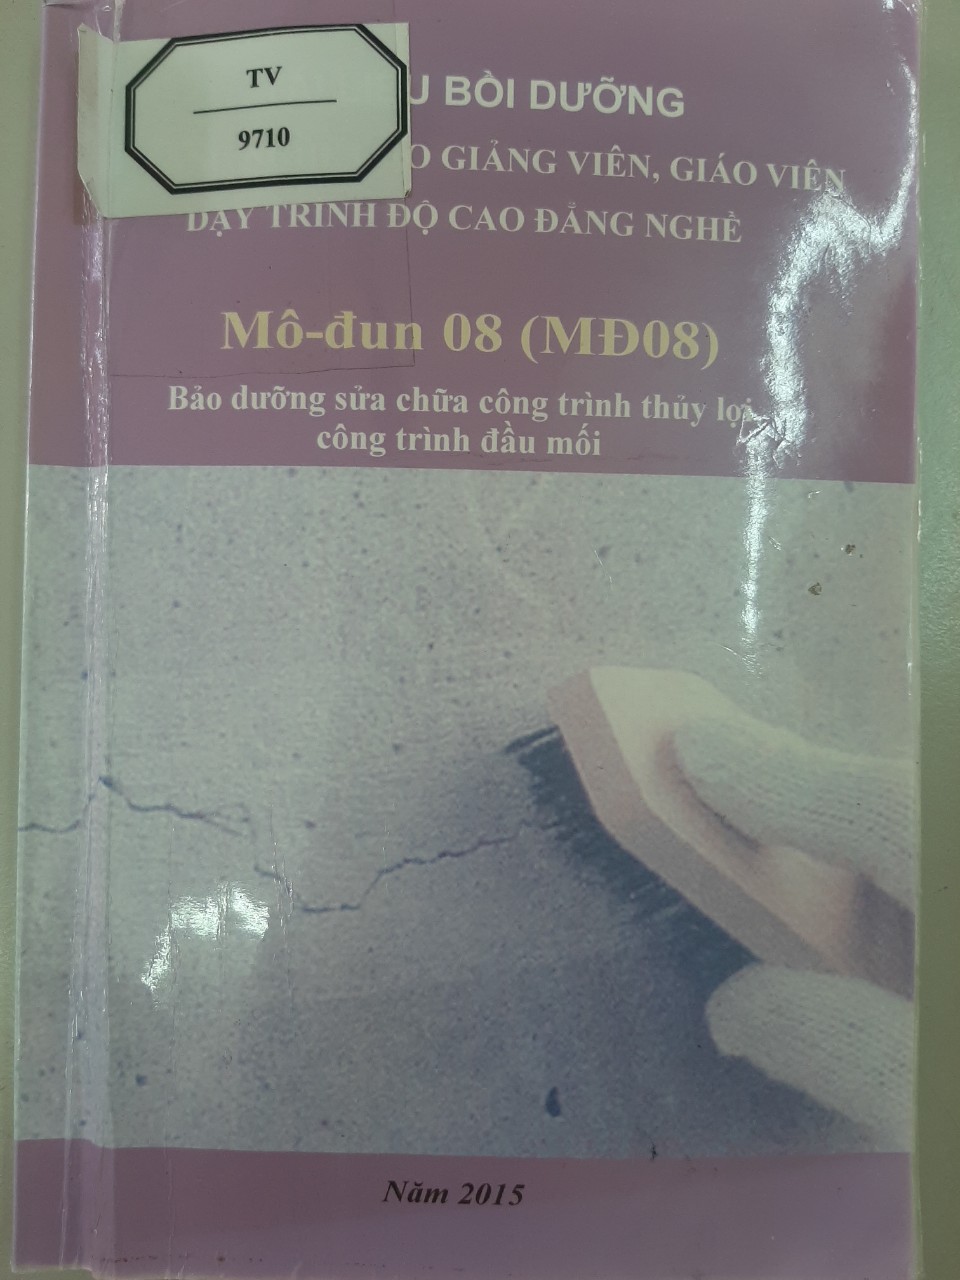 TV
9710
U BỒI DƯỠNG
O GIẢNG VIÊN, GIÁO VIÊN
DẠY TRÌNH ĐỘ CAO ĐẲNG NGHỀ
Mô-đun 08 (MĐ08)
Bảo dưỡng sửa chữa công trình thủy lợi
công trình đầu mối
Năm 2015